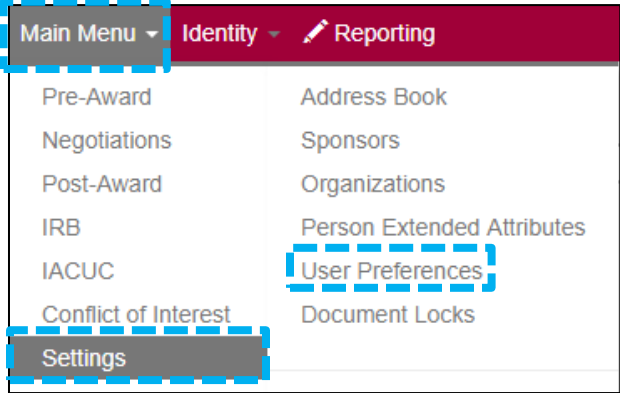 Main Menu Identity Reporting
Pre-Award
Negotiations
Post-Award
IRB
IACUC
Conflict of Interest
Settings
Address Book
Sponsors
Organizations
Person Extended Attributes
User Preferences
Document Locks